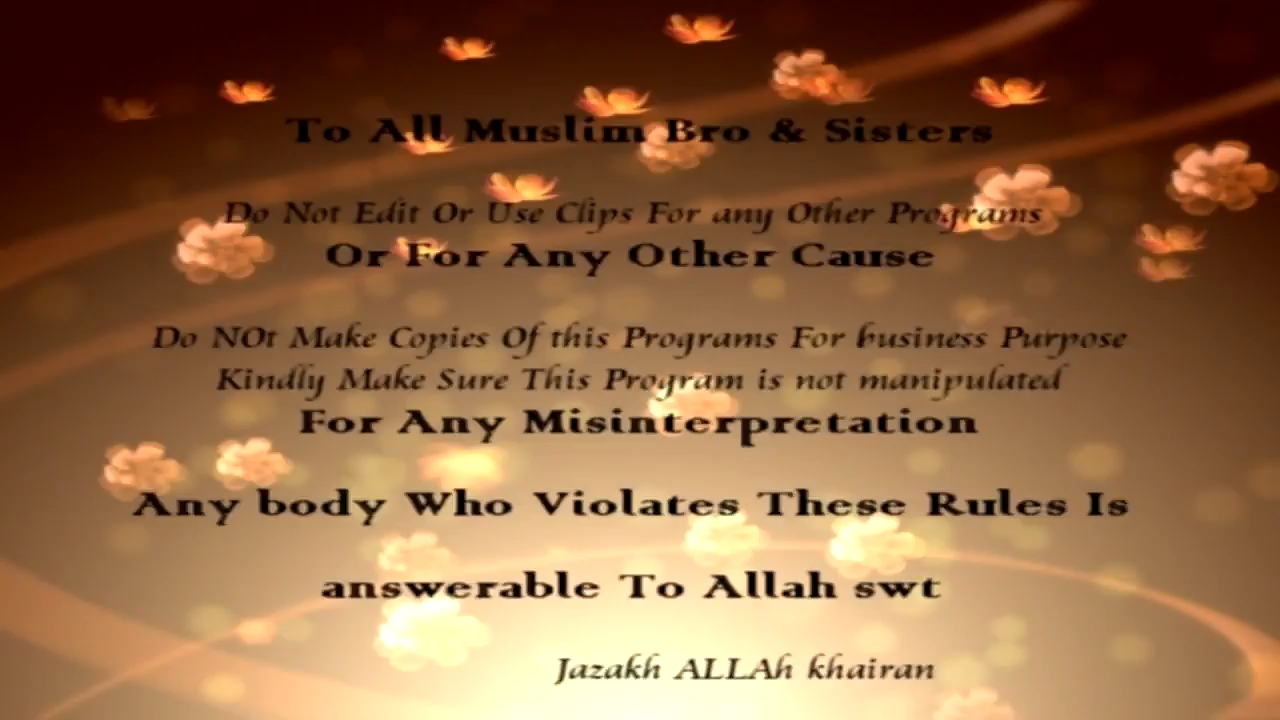 To All Muslim Bro & Sisters
Do Not Edit Or Use Clips For any Other Programs
Or For Any Other Cause
Do NOt Make Copies Of this Programs For business Purpose
Kindly Make Sure This Program is not manipulated
For Any Misinterpretation
Any body Who Violates These Rules Is
answerable To Allah swt
Jazakh ALLAh khairan